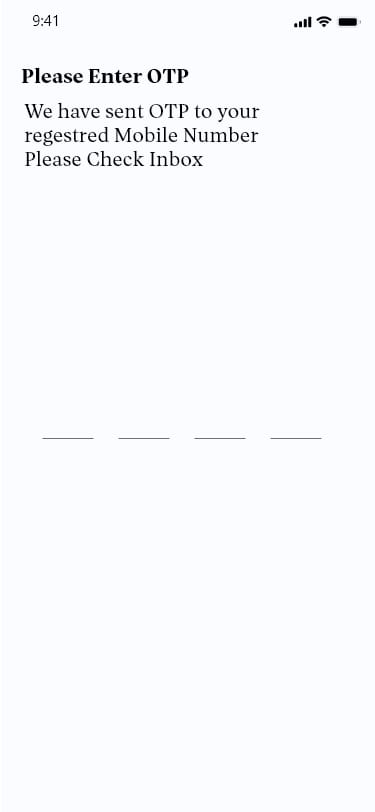 9:41
Please Enter OTP
We have sent OTP to your
regestred Mobile Number
Please Check Inbox